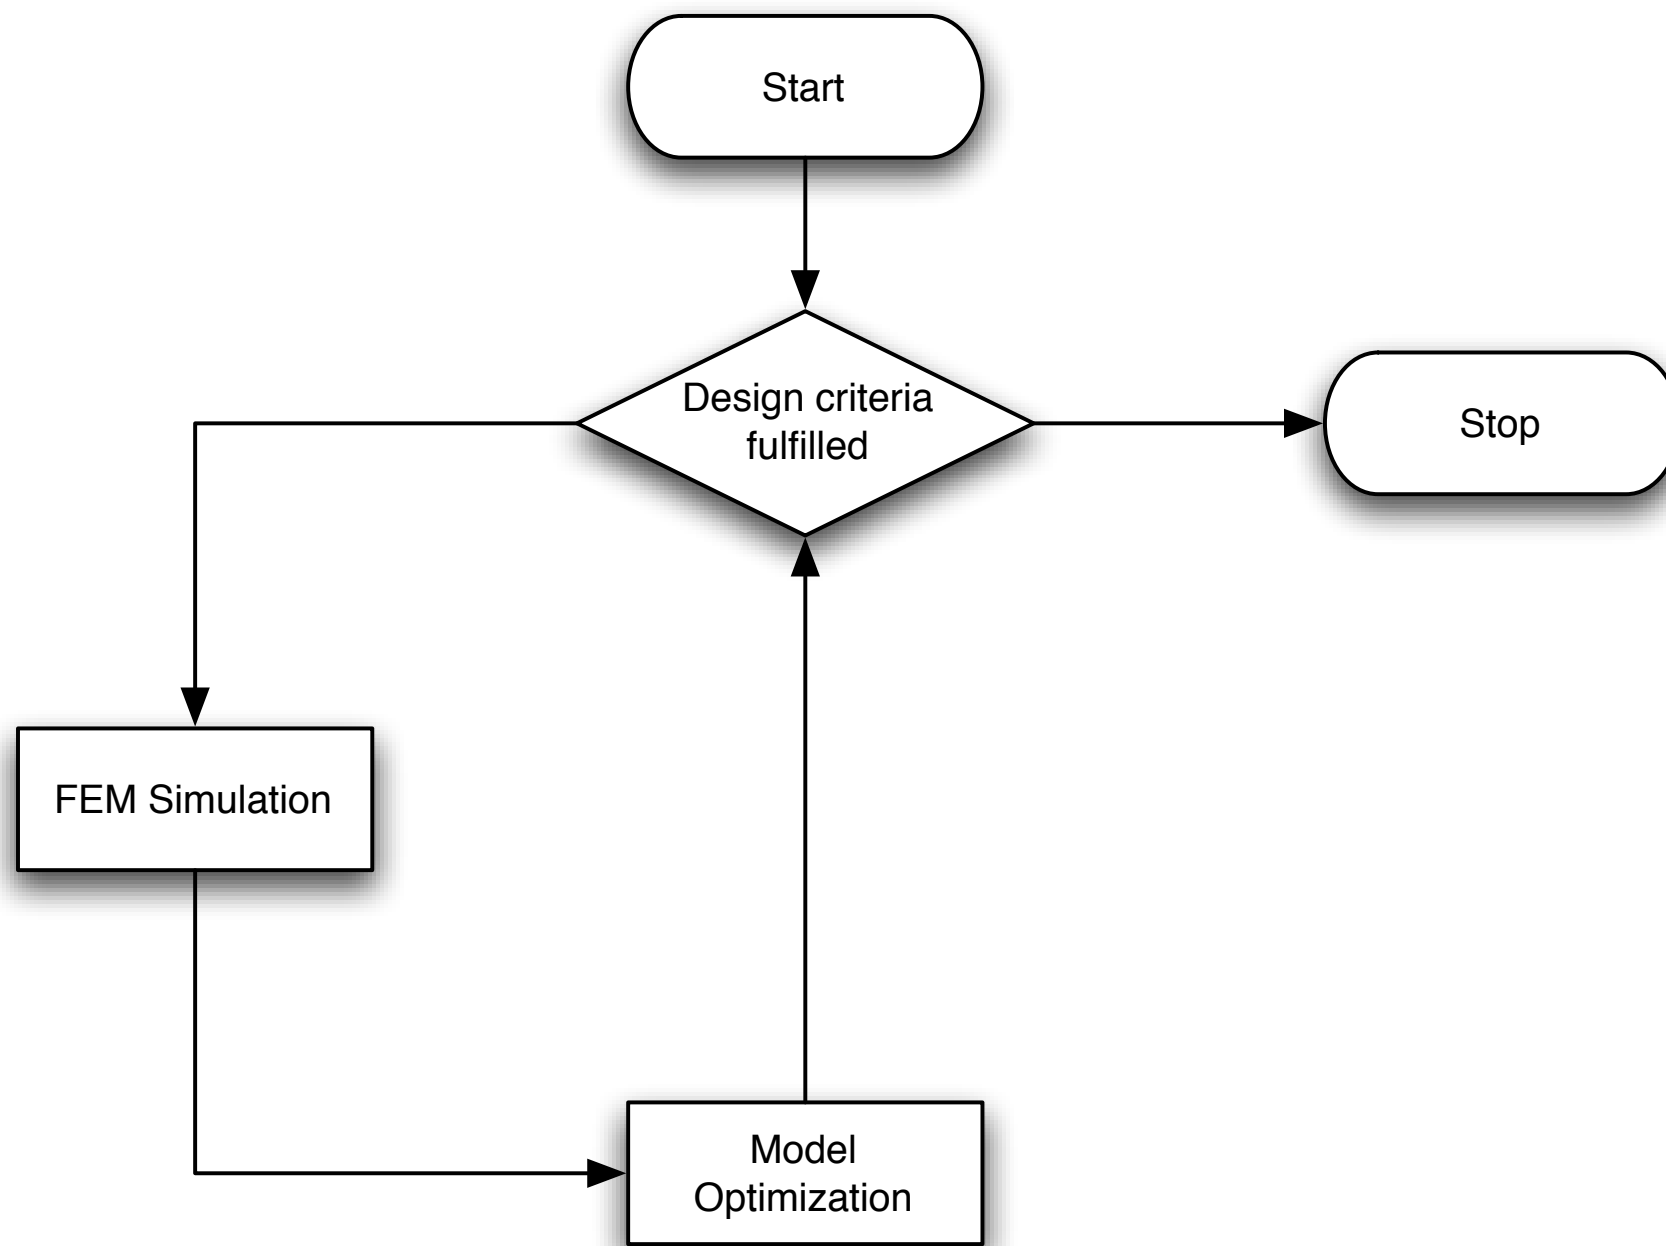 Start
Design criteria
fulfilled
Stop
FEM Simulation
Model
Optimization